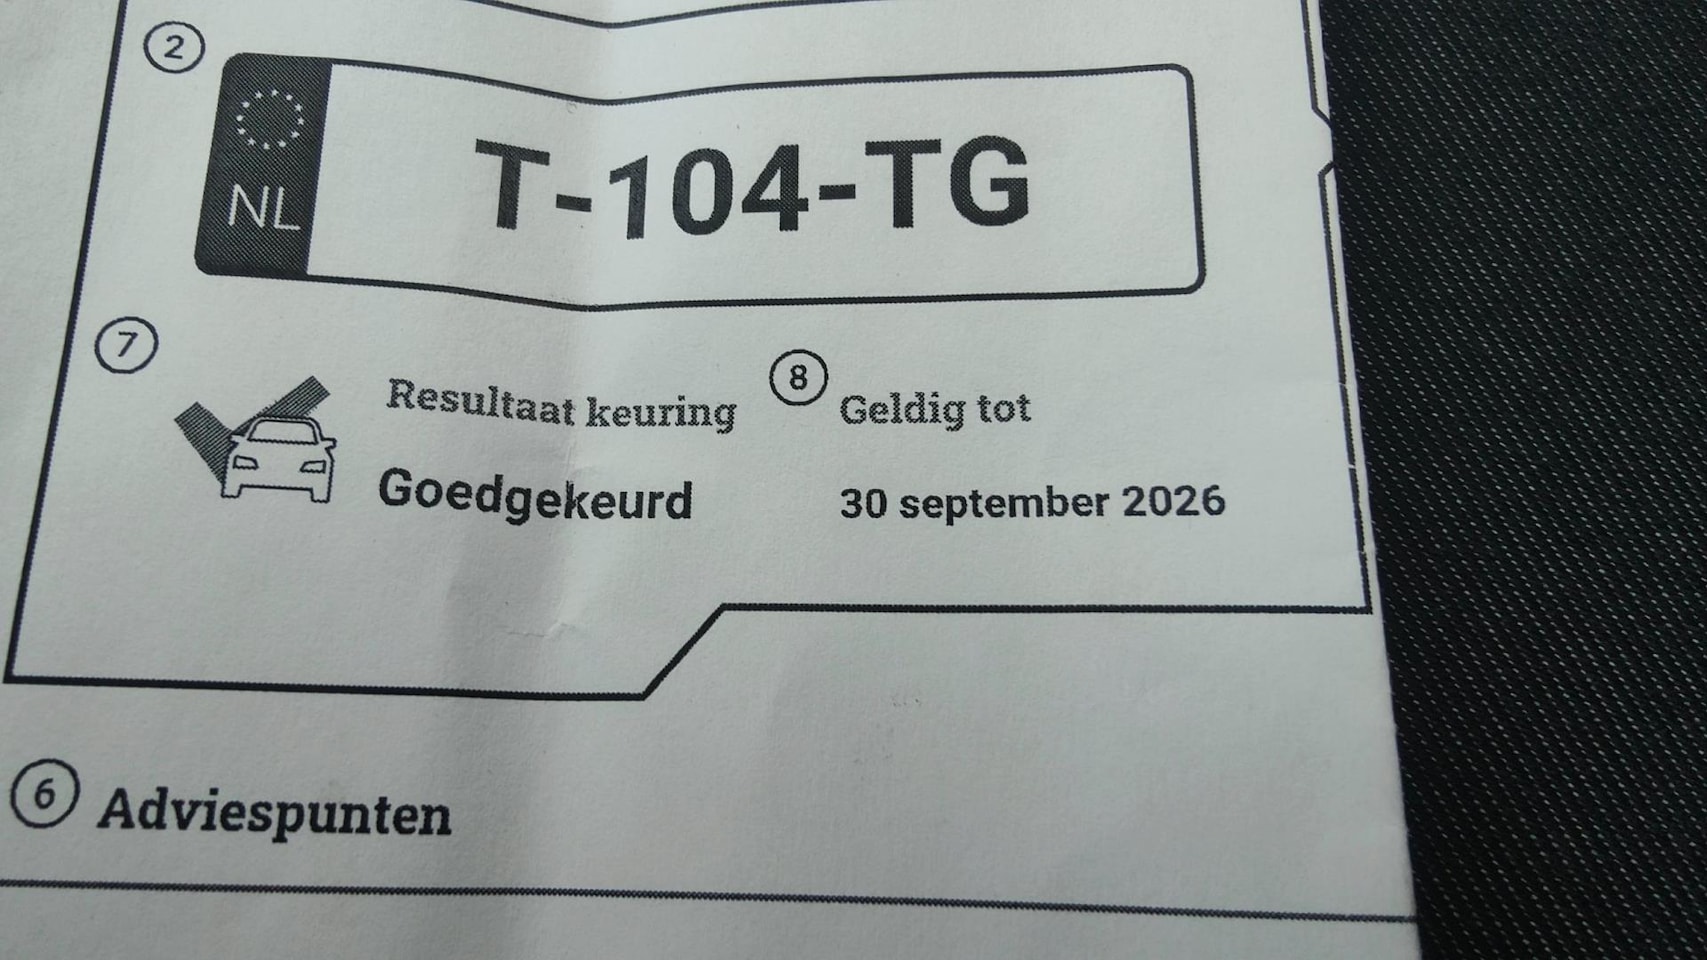 2
NL
T-104-TG
7
Resultaat keuring
Goedgekeurd
8
Geldig tot
30 september 2026
6 Adviespunten